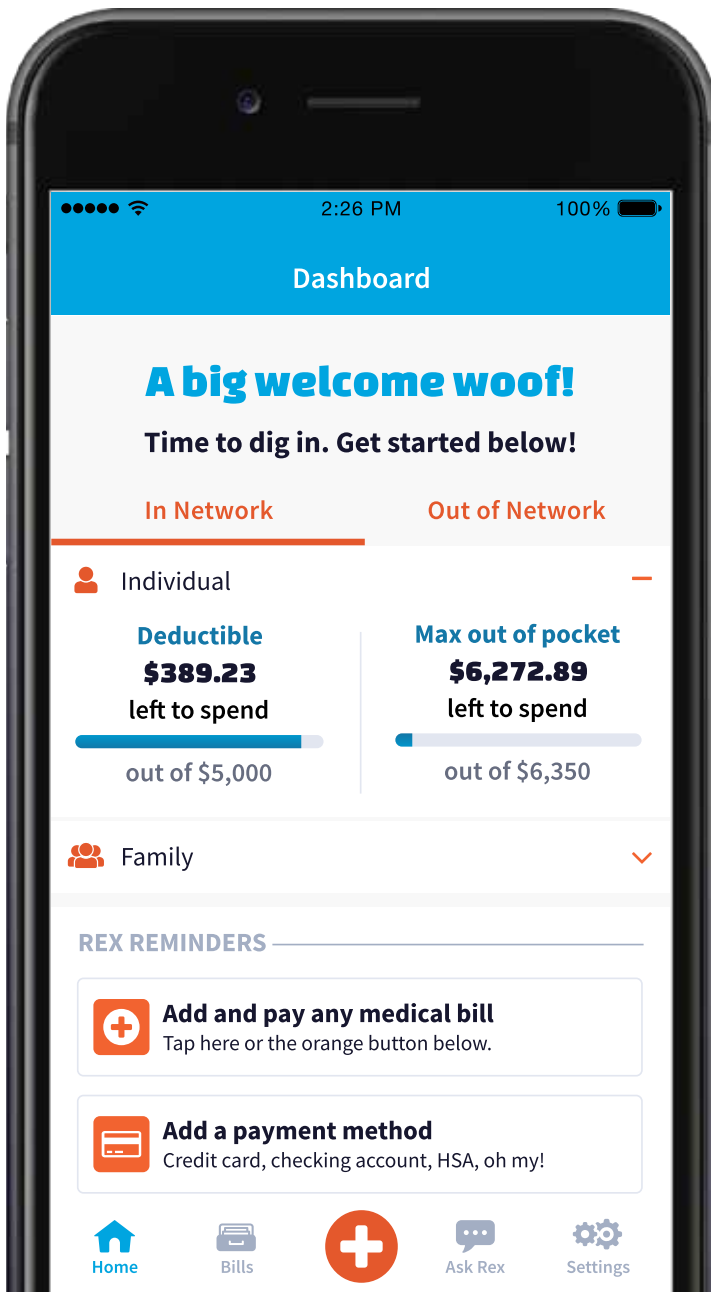 2:26 PM
100%
Dashboard
A big welcome woof!
Time to dig in. Get started below!
In Network
Out of Network
Individual
Deductible
$389.23
left to spend
out of $5,000
Max out of pocket
$6,272.89
left to spend
out of $6,350
Family
REX REMINDERS
Add and pay any medical bill
Tap here or the orange button below.
Add a payment method
Credit card, checking account, HSA, oh my!
Home
Bills
Ask Rex
Settings